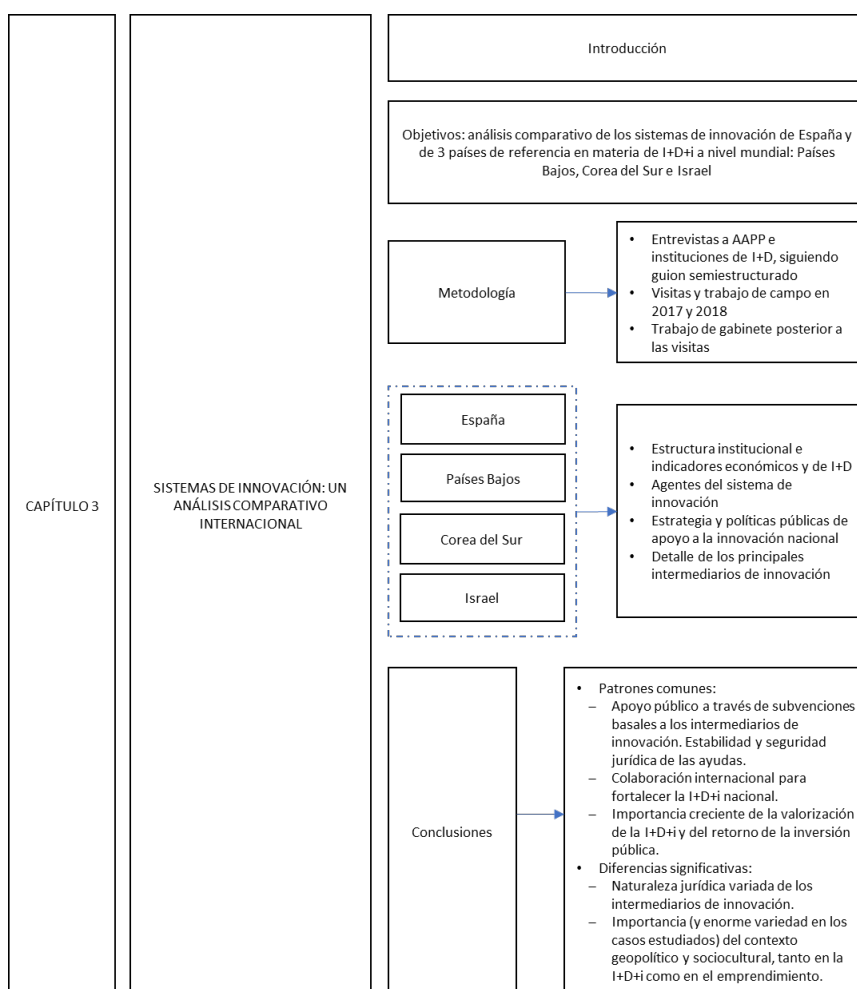 CAPÍTULO 3
SISTEMAS DE INNOVACIÓN: UN
ANÁLISIS COMPARATIVO
INTERNACIONAL
Introducción
Objetivos: análisis comparativo de los sistemas de innovación de España y
de 3 países de referencia en materia de I+D+i a nivel mundial: Países
Bajos, Corea del Sur e Israel
Metodología
• Entrevistas a AAPP e
instituciones de I+D, siguiendo
guion semiestructurado
• Visitas y trabajo de campo en
2017 y 2018
• Trabajo de gabinete posterior a
las visitas
España
Países Bajos
Corea del Sur
Israel
• Estructura institucional e
indicadores económicos y de I+D
• Agentes del sistema de
innovación
• Estrategia y políticas públicas de
apoyo a la innovación nacional
• Detalle de los principales
intermediarios de innovación
Conclusiones
• Patrones comunes:
– Apoyo público a través de subvenciones
basales a los intermediarios de
innovación. Estabilidad y seguridad
jurídica de las ayudas.
– Colaboración internacional para
fortalecer la I+D+i nacional.
– Importancia creciente de la valorización
de la I+D+i y del retorno de la inversión
pública.
• Diferencias significativas:
– Naturaleza jurídica variada de los
intermediarios de innovación.
– Importancia (y enorme variedad en los
casos estudiados) del contexto
geopolítico y sociocultural, tanto en la
I+D+i como en el emprendimiento.